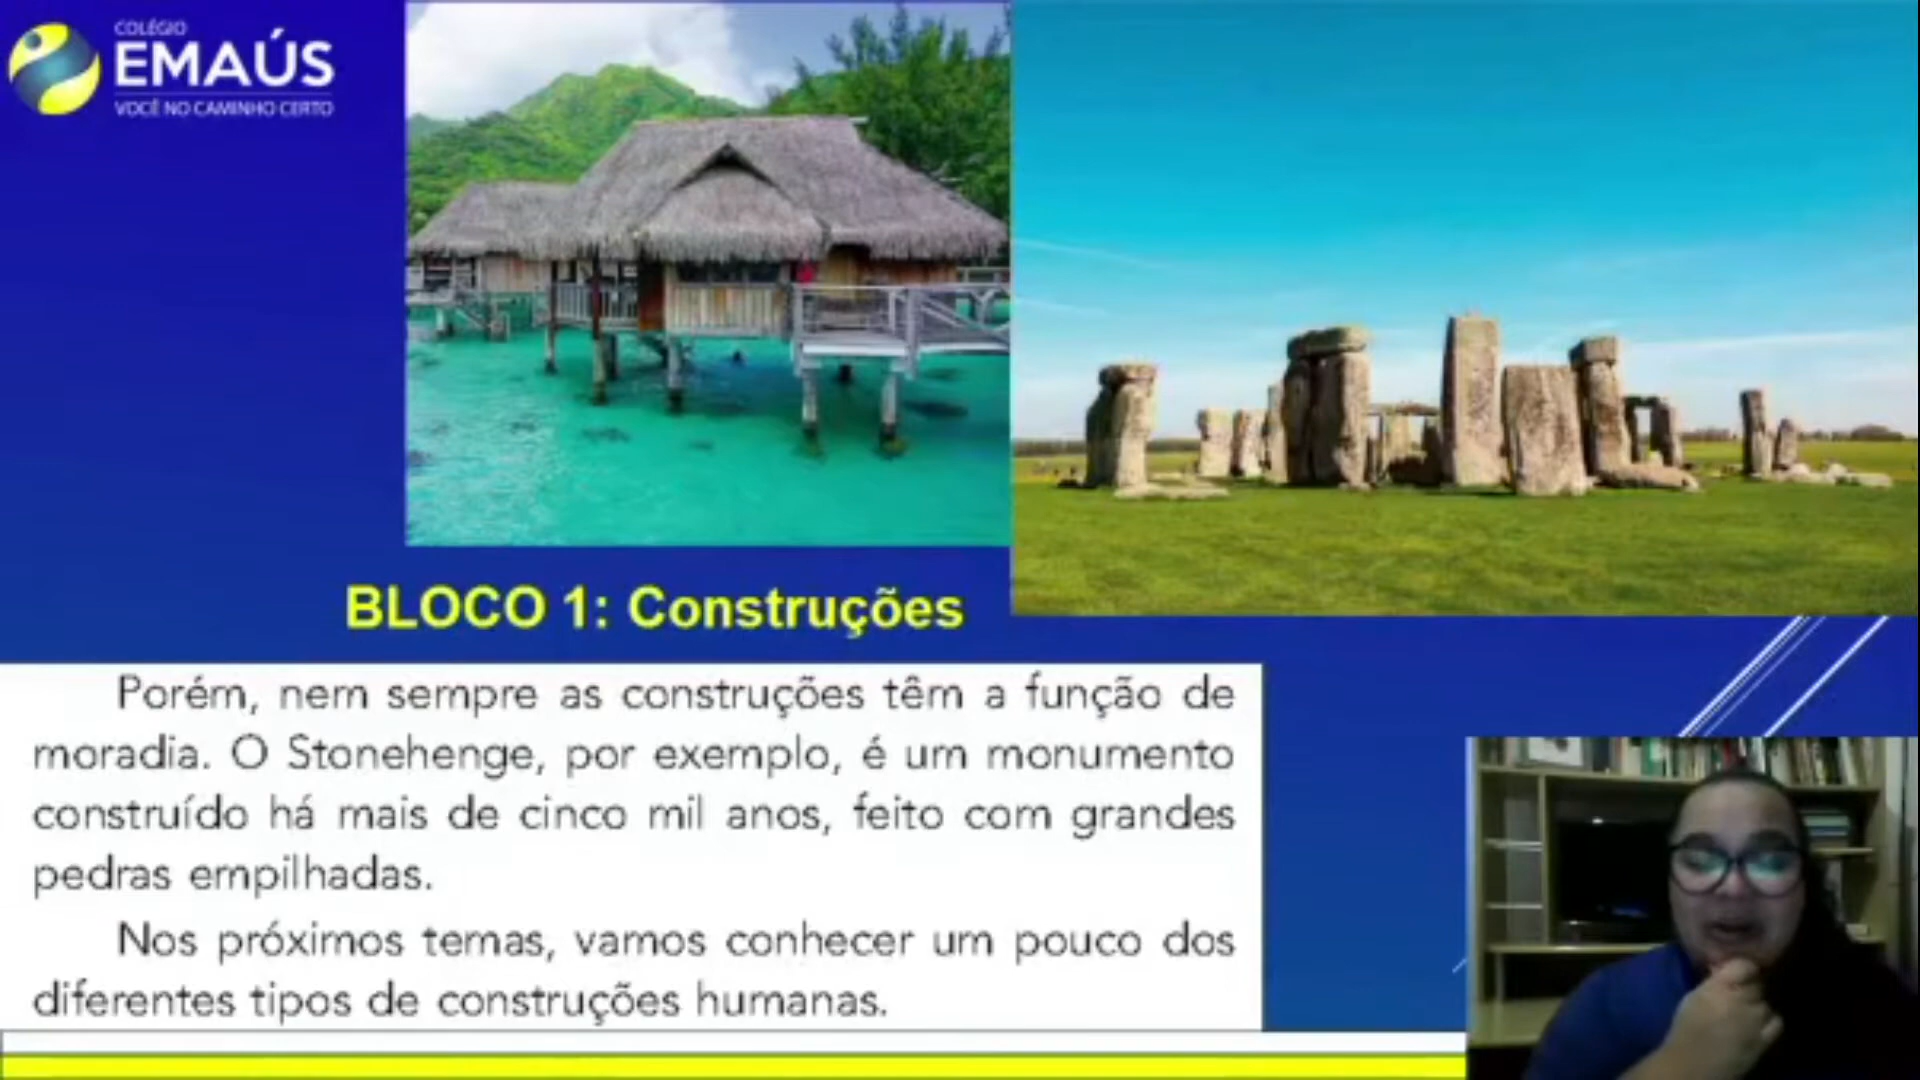 COLÉGIO
EMAÚS
VOCÊ NO CAMINHO CERTO
BLOCO 1: Construções
Porém, nem sempre as construções têm a função de
moradia. O Stonehenge, por exemplo, é um monumento
construído há mais de cinco mil anos, feito com grandes
pedras empilhadas.
Nos próximos temas, vamos conhecer um pouco dos
diferentes tipos de construções humanas.